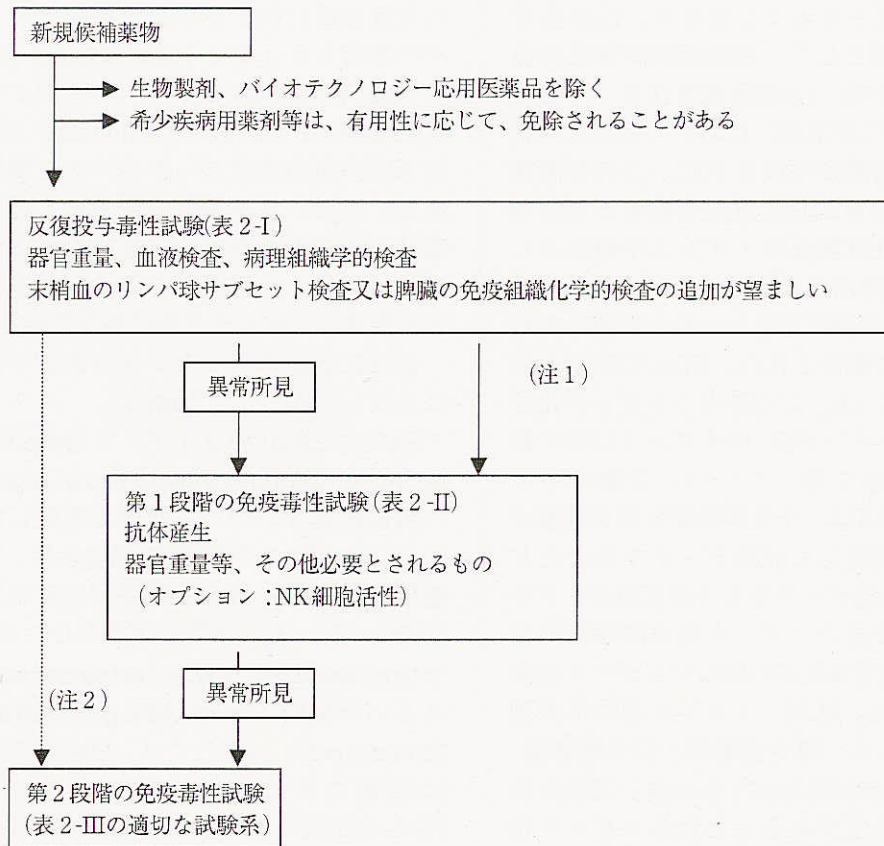 新規候補薬物
生物製剤、バイオテクノロジー応用医薬品を除く
希少疾病用薬剤等は、有用性に応じて、免除されることがある
反復投与毒性試験(表2-I)
器官重量、血液検査、病理組織学的検査
末梢血のリンパ球サブセット検査又は脾臓の免疫組織化学的検査の追加が望ましい
異常所見
(注1)
第1段階の免疫毒性試験(表2-II)
抗体産生
器官重量等、その他必要とされるもの
(オプション:NK細胞活性)
(注2)
異常所見
第2段階の免疫毒性試験
(表2-IIIの適切な試験系)